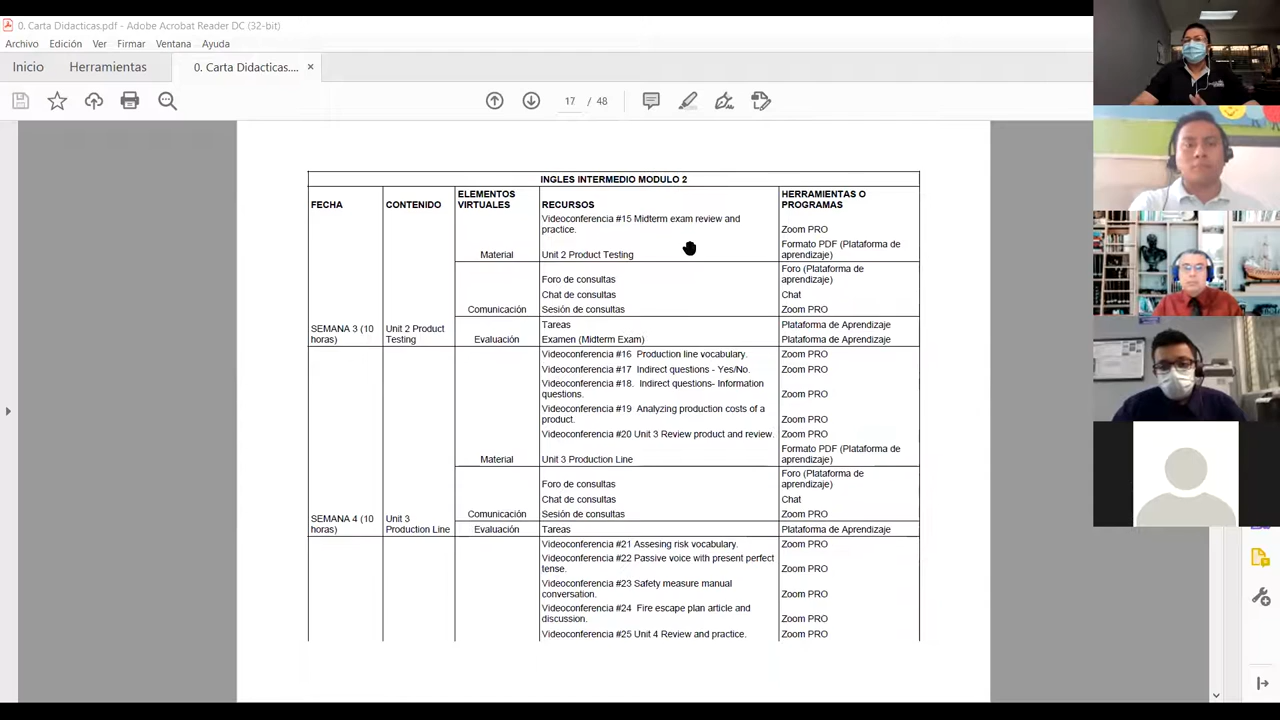 0. Carta Didacticas.pdf - Adobe Acrobat Reader DC (32-bit)
Archivo Edición Ver Firmar Ventana Ayuda
Inicio Herramientas 0. Carta Didacticas.... ×
17 / 48
INGLES INTERMEDIO MODULO 2
FECHA CONTENIDO ELEMENTOS VIRTUALES RECURSOS HERRAMIENTAS O PROGRAMAS
Videoconferencia #15 Midterm exam review and
practice. Zoom PRO
Material Unit 2 Product Testing Formato PDF (Plataforma de
aprendizaje)
Foro de consultas Foro (Plataforma de
aprendizaje)
Chat de consultas Chat
Comunicación Sesión de consultas Zoom PRO
Tareas Plataforma de Aprendizaje
SEMANA 3 (10 Unit 2 Product
horas) Testing Evaluación Examen (Midterm Exam) Plataforma de Aprendizaje
Videoconferencia #16 Production line vocabulary. Zoom PRO
Videoconferencia #17 Indirect questions - Yes/No. Zoom PRO
Videoconferencia #18. Indirect questions- Information
questions. Zoom PRO
Videoconferencia #19 Analyzing production costs of a
product. Zoom PRO
Videoconferencia #20 Unit 3 Review product and review. Zoom PRO
Material Unit 3 Production Line Formato PDF (Plataforma de
aprendizaje)
Foro de consultas Foro (Plataforma de
aprendizaje)
Chat de consultas Chat
Comunicación Sesión de consultas Zoom PRO
SEMANA 4 (10 Unit 3
horas) Production Line Evaluación Tareas Plataforma de Aprendizaje
Videoconferencia #21 Assesing risk vocabulary. Zoom PRO
Videoconferencia #22 Passive voice with present perfect
tense. Zoom PRO
Videoconferencia #23 Safety measure manual
conversation. Zoom PRO
Videoconferencia #24 Fire escape plan article and
discussion. Zoom PRO
Videoconferencia #25 Unit 4 Review and practice. Zoom PRO